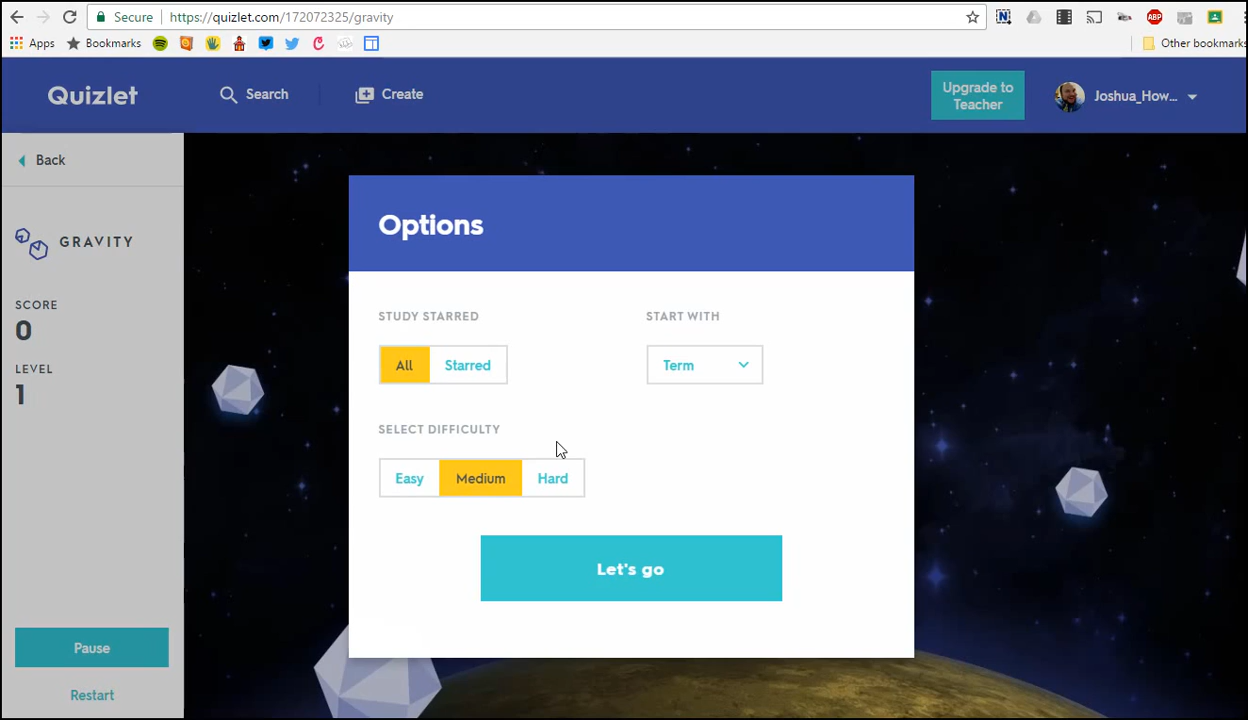 Secure
https://quizlet.com/172072325/gravity
ABP
Apps
Bookmarks
Other bookmarks
Quizlet
Search
Create
Upgrade to
Teacher
Joshua_How...
Back
GRAVITY
SCORE
0
LEVEL
1
Pause
Restart
Options
STUDY STARRED
START WITH
All
Starred
Term
SELECT DIFFICULTY
Easy
Medium
Hard
Let's go